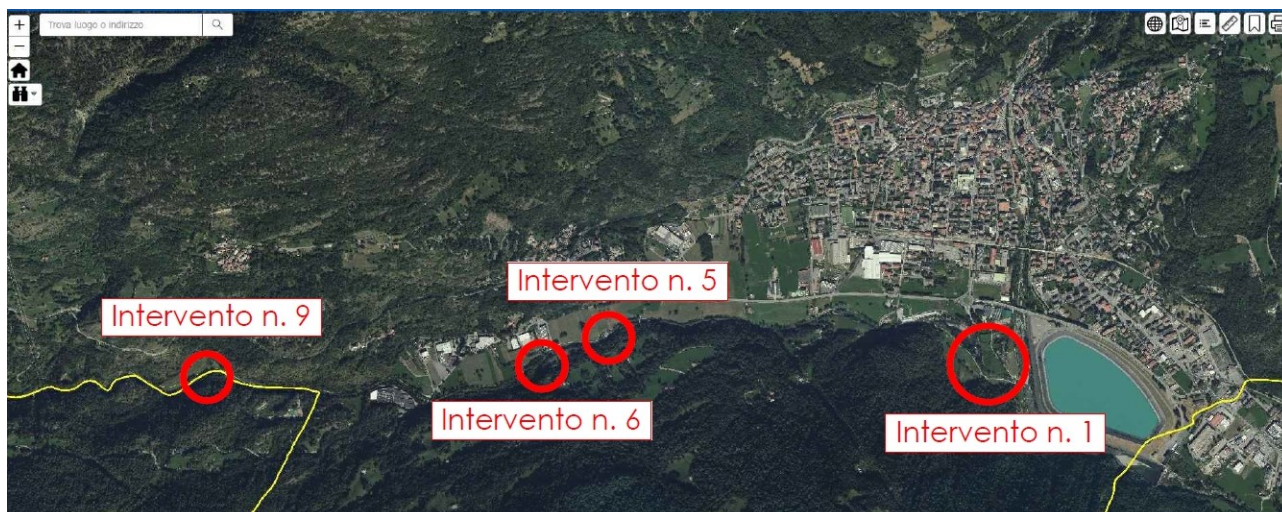 Trova luogo o indirizzo
Intervento n. 5
Intervento n. 9
Intervento n. 6
Intervento n. 1